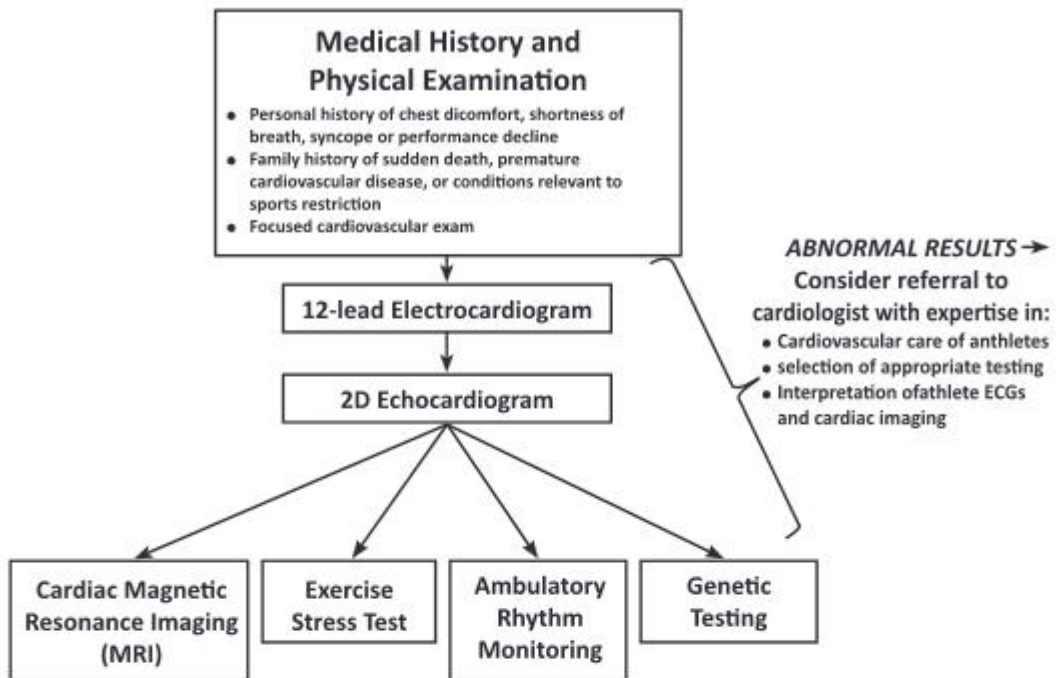 Medical History and
Physical Examination
● Personal history of chest dicomfort, shortness of
breath, syncope or performance decline
● Family history of sudden death, premature
cardiovascular disease, or conditions relevant to
sports restriction
● Focused cardiovascular exam
12-lead Electrocardiogram
2D Echocardiogram
ABNORMAL RESULTS →
Consider referral to
cardiologist with expertise in:
● Cardiovascular care of anthletes
● selection of appropriate testing
● Interpretation ofathlete ECGs
and cardiac imaging
Cardiac Magnetic
Resonance Imaging
(MRI)
Exercise
Stress Test
Ambulatory
Rhythm
Monitoring
Genetic
Testing